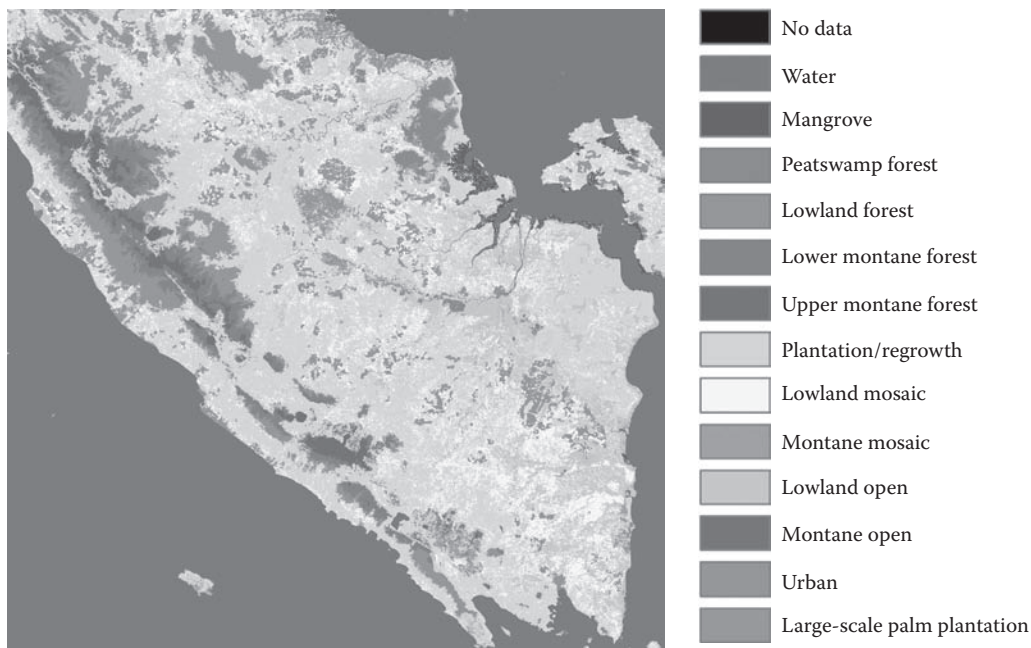 No data
Water
Mangrove
Peatswamp forest
Lowland forest
Lower montane forest
Upper montane forest
Plantation/regrowth
Lowland mosaic
Montane mosaic
Lowland open
Montane open
Urban
Large-scale palm plantation